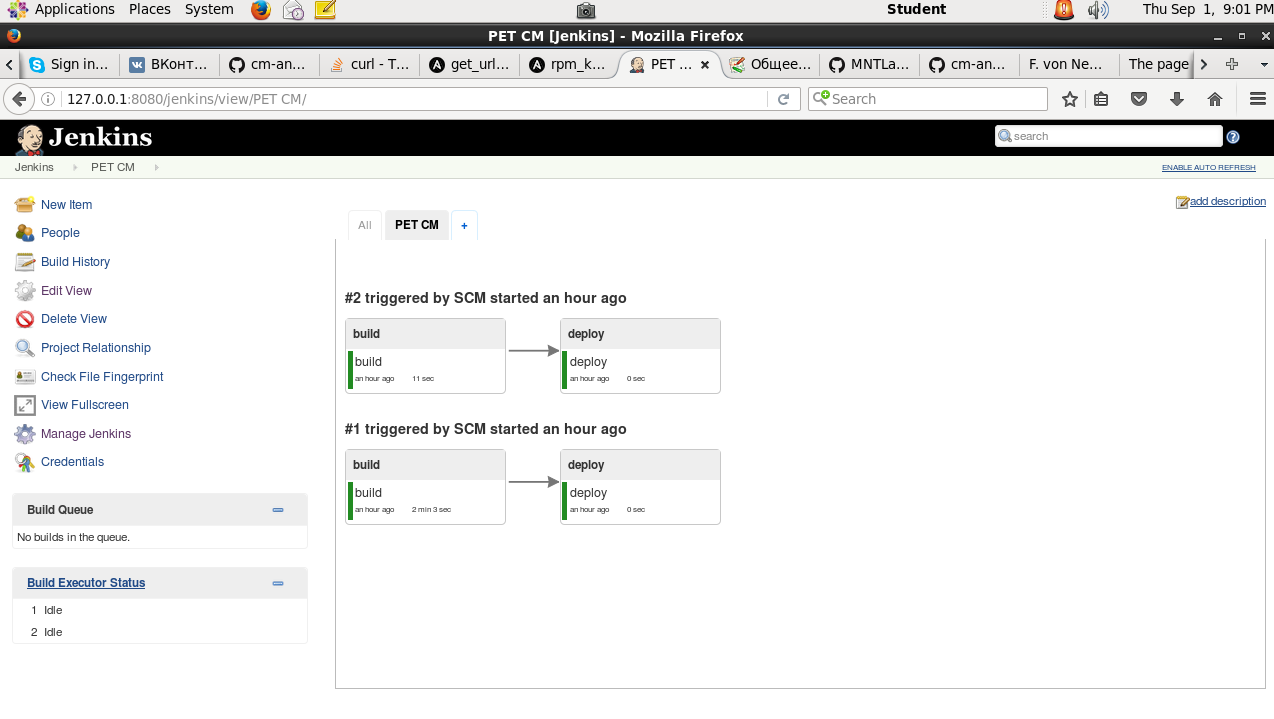 Applications Places System Student Thu Sep 1, 9:01 PM
PET CM [Jenkins] - Mozilla Firefox
Sign in... ВКонт... cm-an... curl - T... get_url... rpm_k... PET ... Общее... MNTLa... cm-an... F. von Ne... The page
127.0.0.1:8080/jenkins/view/PET CM/ Search
Jenkins search
Jenkins PET CM ENABLE AUTO REFRESH
add description
New Item
People
Build History
Edit View
Delete View
Project Relationship
Check File Fingerprint
View Fullscreen
Manage Jenkins
Credentials
Build Queue
No builds in the queue.
Build Executor Status
1 Idle
2 Idle
All PET CM +
#2 triggered by SCM started an hour ago
build deploy
build deploy
an hour ago 11 sec an hour ago 0 sec
#1 triggered by SCM started an hour ago
build deploy
build deploy
an hour ago 2 min 3 sec an hour ago 0 sec